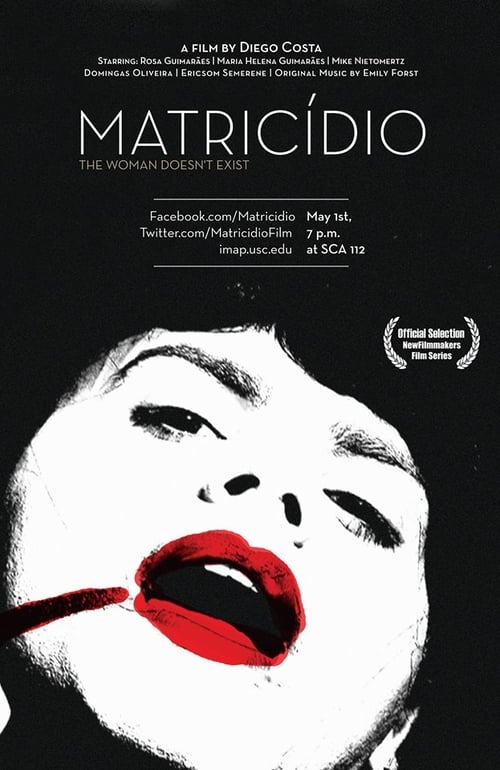 A FILM BY DIEGO COSTA
STARRING: ROSA GUIMARÃES | MARIA HELENA GUIMARÃES | MIKE NIETOMERTZ
DOMINGAS OLIVEIRA | ERICSOM SEMERENE | ORIGINAL MUSIC BY EMILY FORST
MATRICÍDIO
THE WOMAN DOESN'T EXIST
Facebook.com/Matricidio
Twitter.com/MatricidioFilm
imap.usc.edu
May 1st,
7 p.m.
at SCA 112
Official Selection
NewFilmmakers
Film Series